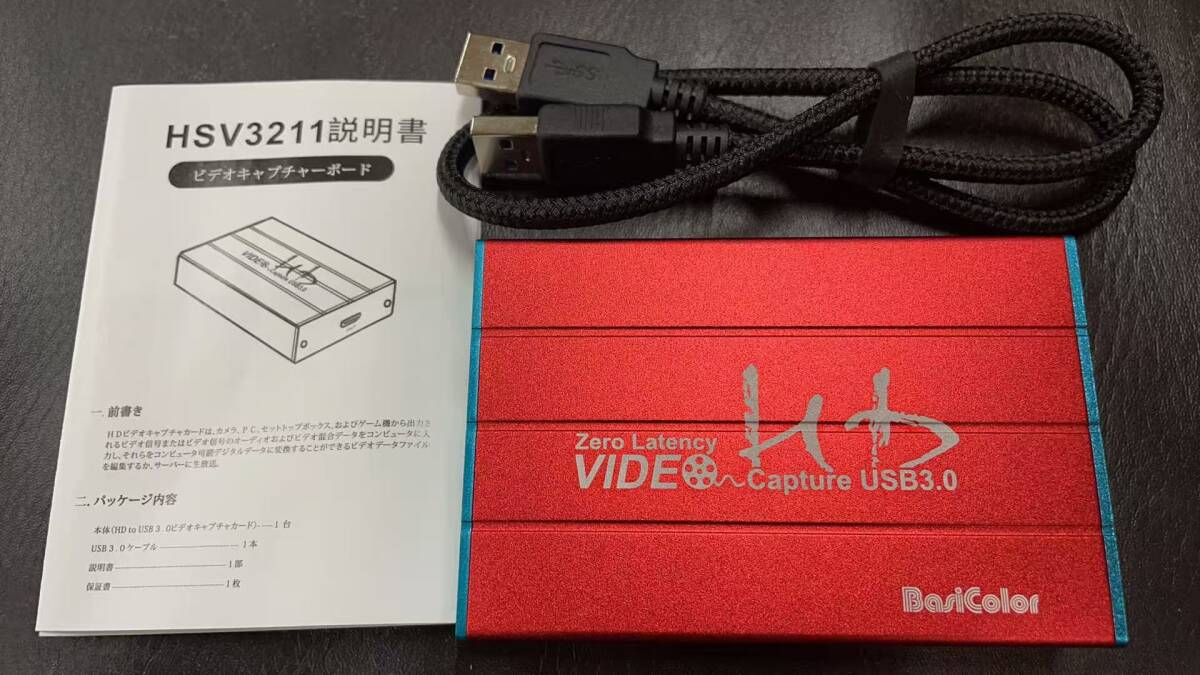 HSV3211説明書
ビデオキャプチャーボード
HD
VIDEO Capture USB3.0
一. 前書き
HDビデオキャプチャカードは、カメラ、PC、セットトップボックス、およびゲーム機から出力さ
れるビデオ信号またはビデオ信号のオーディオおよびビデオ混合データをコンピュータに入
力し、それらをコンピュータ可読デジタルデータに変換することができるビデオデータファイル
を編集するか、サーバーに生放送。
二. パッケージ内容
本体(HD to USB 3.0ビデオキャプチャカード)----1台
USB 3.0ケーブル――――――1本
説明書――――――――1部
保証書――――――――1枚
HD
Zero Latency
VIDEO Capture USB3.0
BasiColor